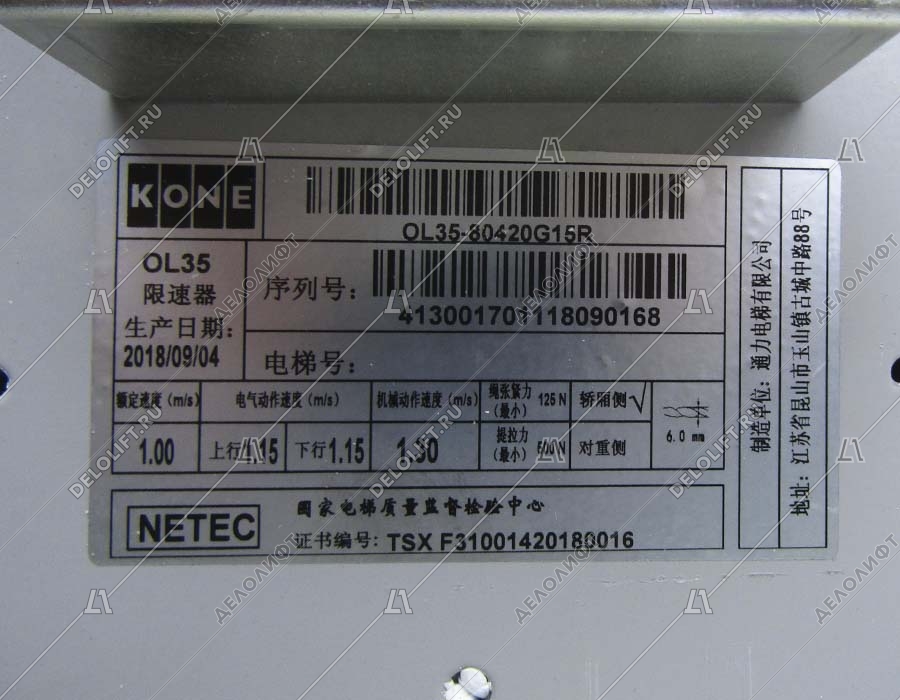 KONE
OL35-80420G15R
OL35
限速器
序列号:
生产日期:
2018/09/04
电梯号:
额定速度 (m/s)
电气动作速度 (m/s)
机械动作速度 (m/s)
绳张紧力
(最小) 125 N
轿厢侧 √
1.00
上行 1.15
下行 1.15
1.30
提拉力
(最小) 600 N
对重侧
6.0 mm
NETEC
国家电梯质量监督检验中心
证书编号: TSX F31001420180016
制造单位: 通力电梯有限公司
地址: 江苏省昆山市玉山镇古城中路88号
DELOLIFT.RU
ДЕЛОЛИФТ